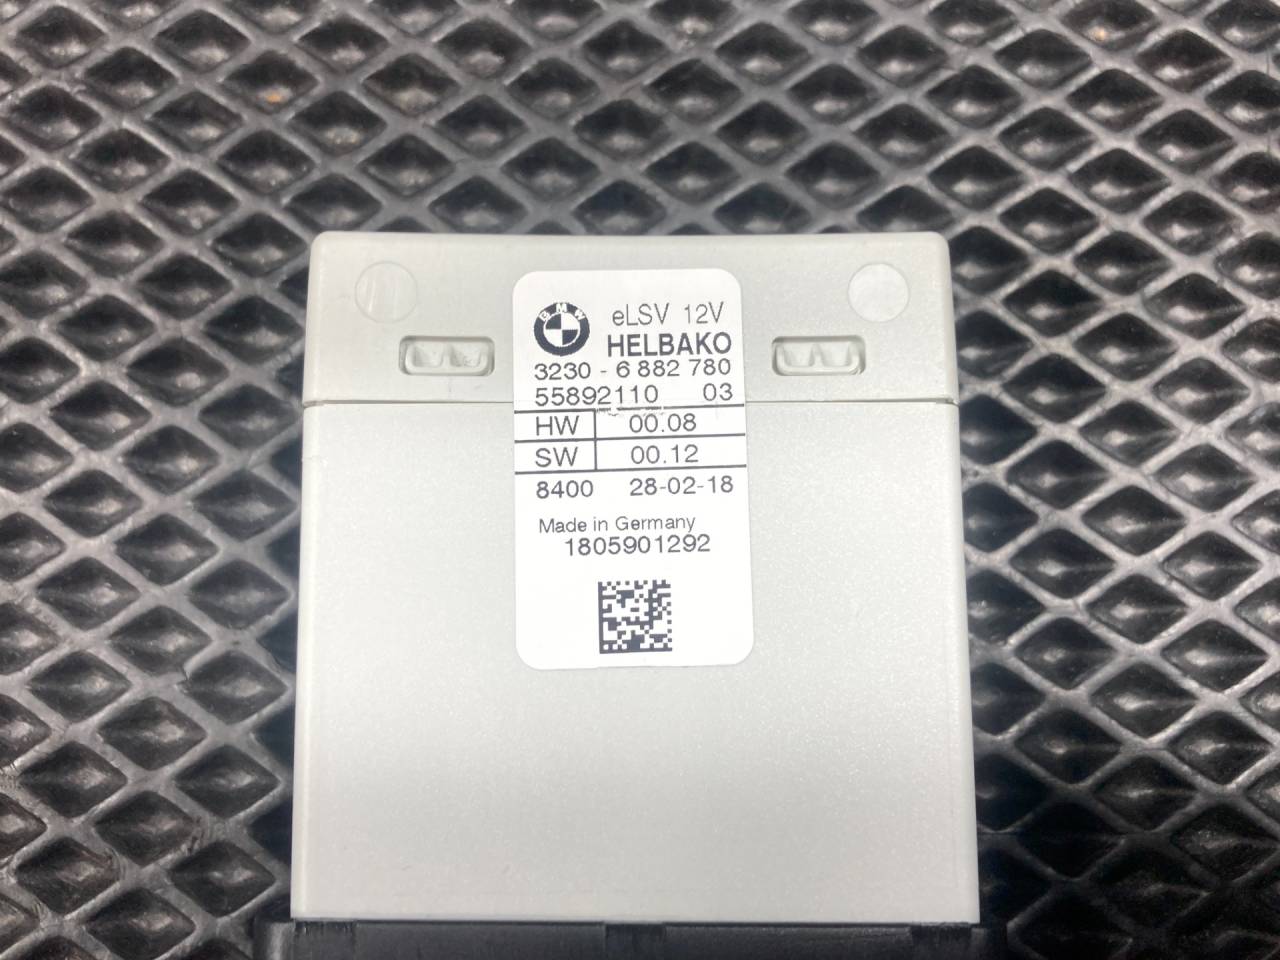 BMW
eLSV 12V
HELBAKO
3230 - 6 882 780
55892110 03
HW 00.08
SW 00.12
8400 28-02-18
Made in Germany
1805901292